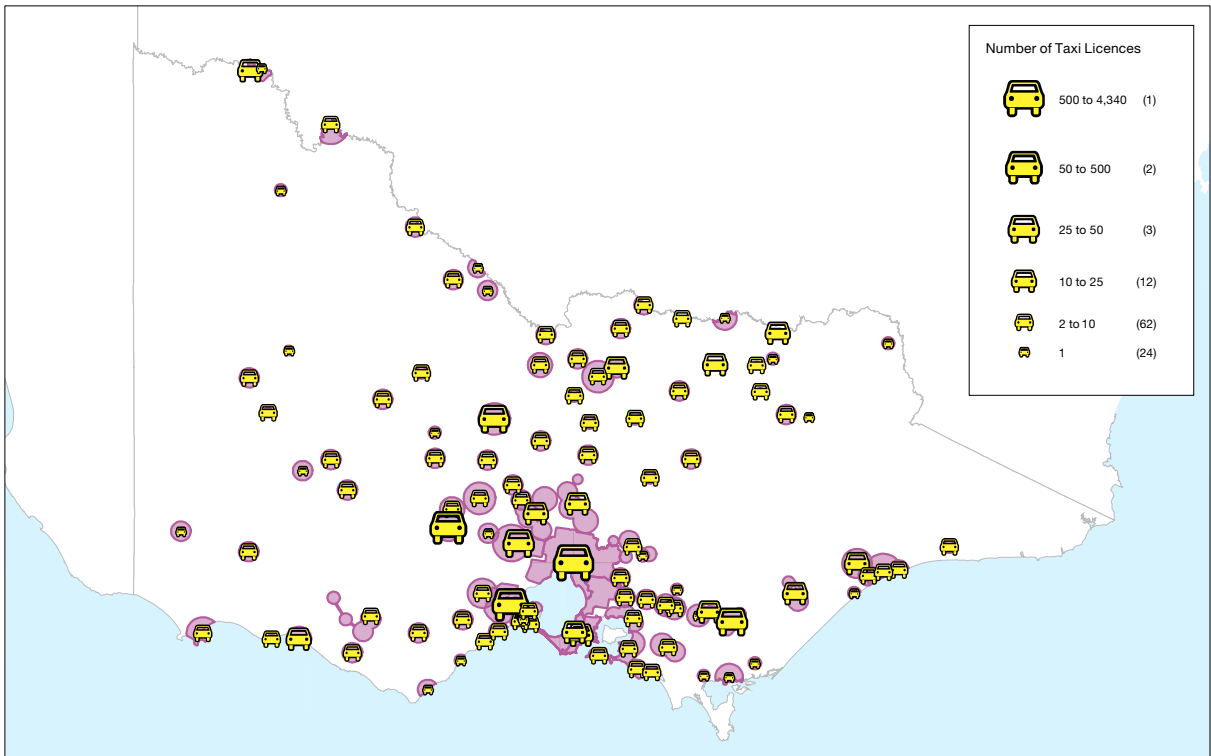 Number of Taxi Licences
500 to 4,340 (1)
50 to 500 (2)
25 to 50 (3)
10 to 25 (12)
2 to 10 (62)
1 (24)